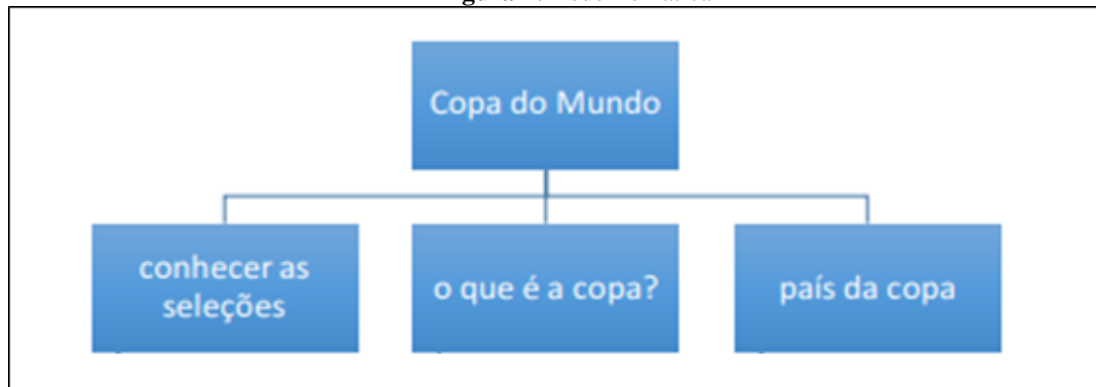 Copa do Mundo
conhecer as
seleções
o que é a copa?
país da copa